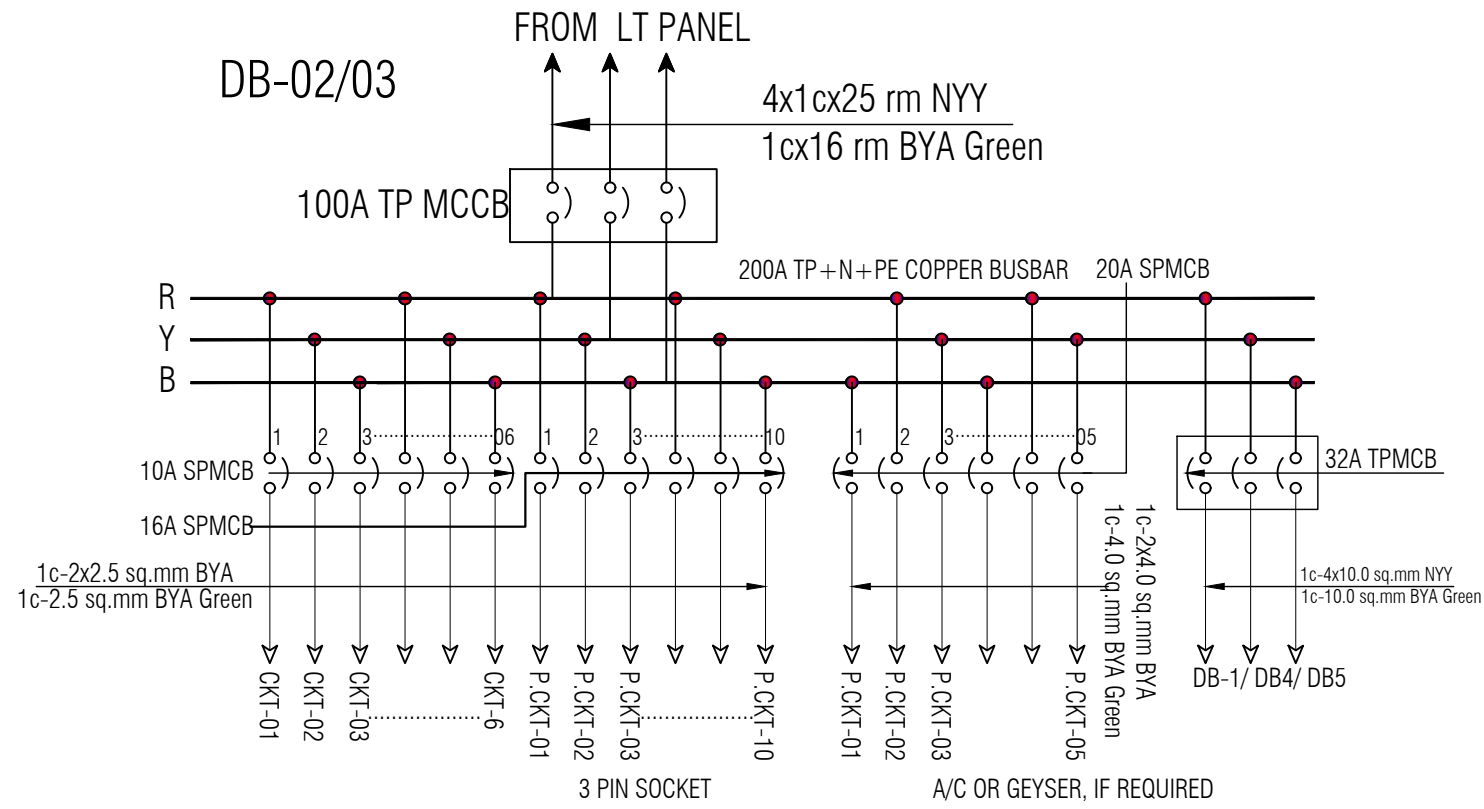 FROM LT PANEL
DB-02/03
4x1cx25 rm NYY
1cx16 rm BYA Green
100A TP MCCB
200A TP+N+PE COPPER BUSBAR
20A SPMCB
R
Y
B
1 2 3 06 1 2 3 10 1 2 3 05
10A SPMCB
32A TPMCB
16A SPMCB
1c-2x2.5 sq.mm BYA
1c-2.5 sq.mm BYA Green
1c-2x4.0 sq.mm BYA
1c-4.0 sq.mm BYA Green
1c-4x10.0 sq.mm NYY
1c-10.0 sq.mm BYA Green
CKT-01
CKT-02
CKT-03
CKT-6
P.CKT-01
P.CKT-02
P.CKT-03
P.CKT-10
P.CKT-01
P.CKT-02
P.CKT-03
P.CKT-05
DB-1/ DB4/ DB5
3 PIN SOCKET
A/C OR GEYSER, IF REQUIRED